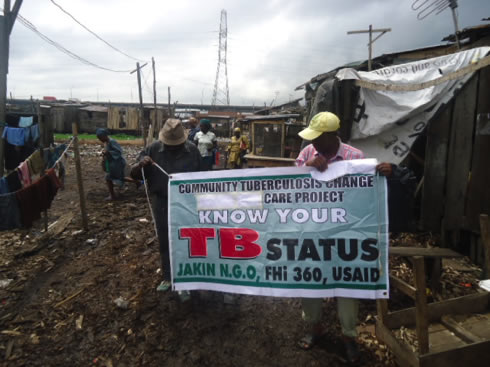 COMMUNITY TUBERCULOSIS CHANGE
CARE PROJECT
KNOW YOUR
TB STATUS
JAKIN N.G.O, FHi 360, USAID